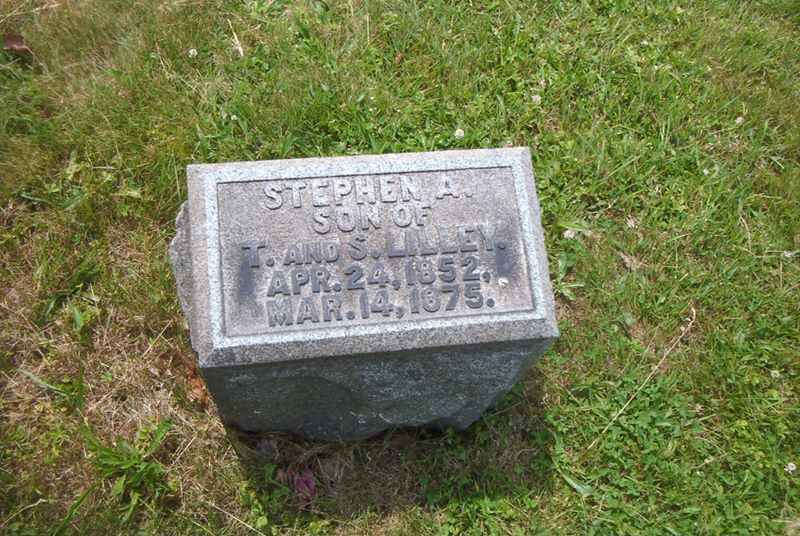 STEPHEN A.
SON OF
T. AND S. LILLEY.
APR. 24, 1852,
MAR. 14, 1875.